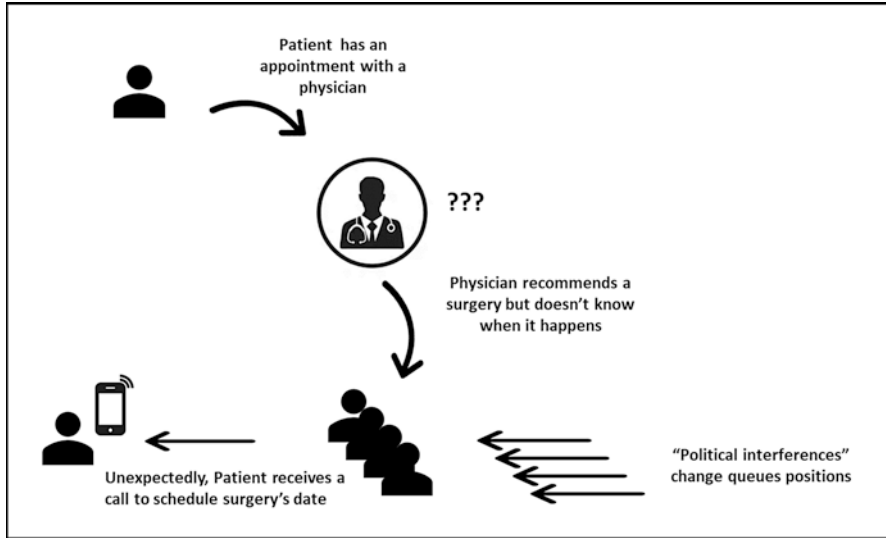 Patient has an
appointment with a
physician
???
Physician recommends a
surgery but doesn't know
when it happens
"Political interferences"
change queues positions
Unexpectedly, Patient receives a
call to schedule surgery's date